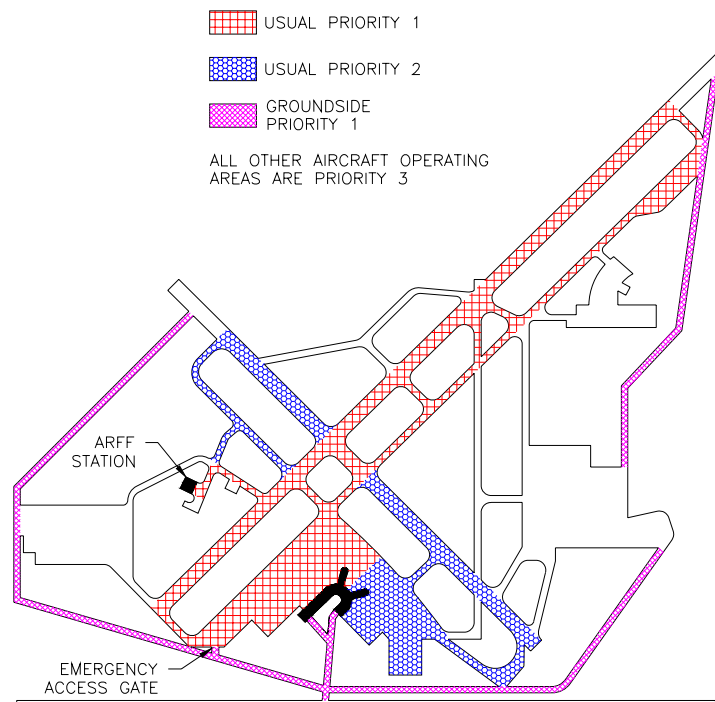 USUAL PRIORITY 1
USUAL PRIORITY 2
GROUNDSIDE
PRIORITY 1
ALL OTHER AIRCRAFT OPERATING
AREAS ARE PRIORITY 3
ARFF
STATION
EMERGENCY
ACCESS GATE